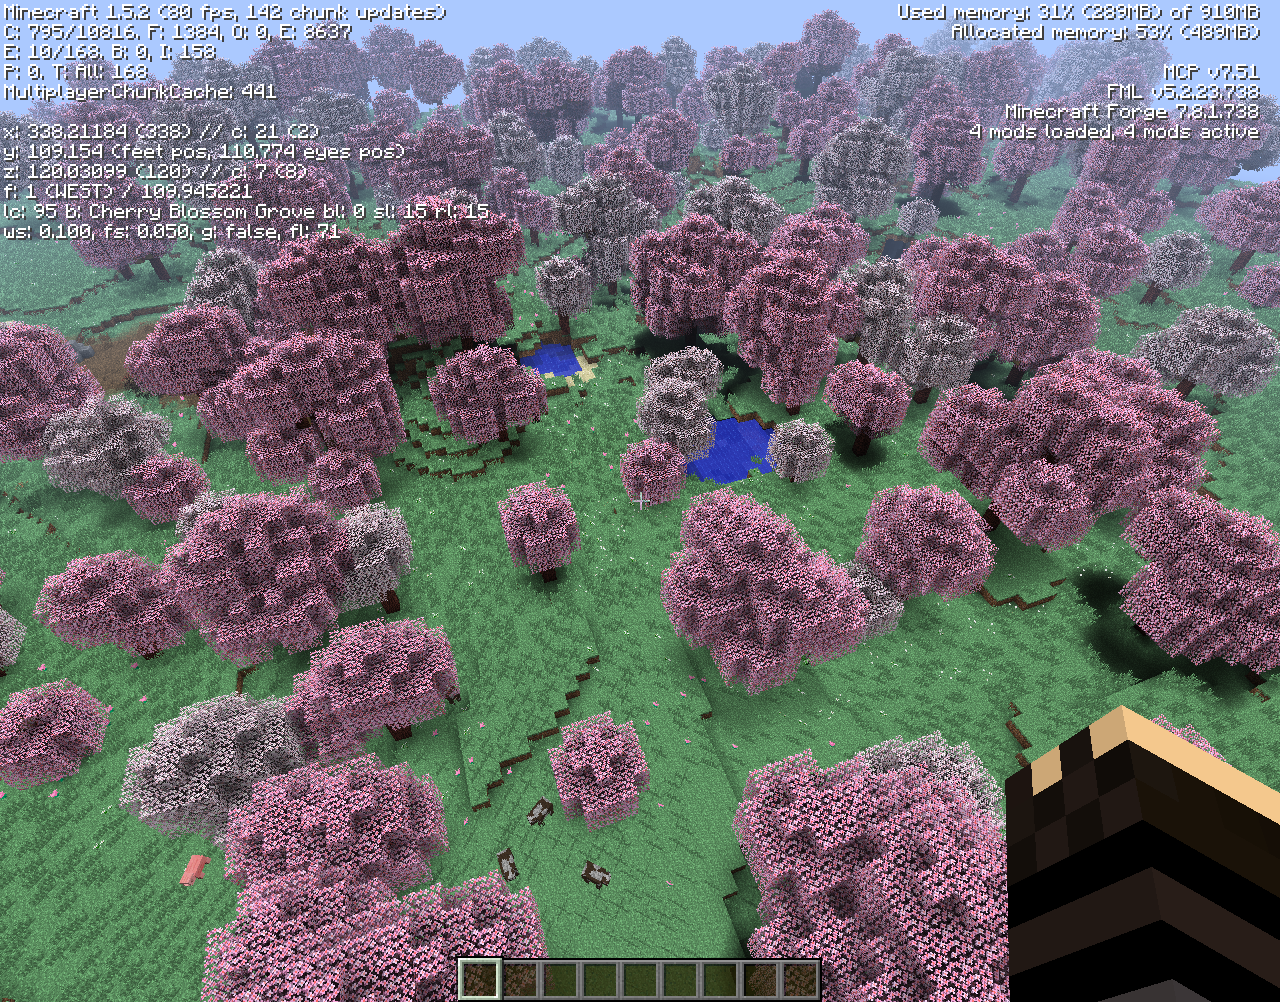 Minecraft 1.5.2 (80 fps, 142 chunk updates)
C: 795/10816. F: 1384, O: 0, E: 8637
E: 10/168. B: 0, I: 158
P: 0. T: All: 168
MultiplayerChunkCache: 441
x: 338.21184 (338) // c: 21 (2)
y: 109.154 (feet pos, 110.774 eyes pos)
z: 120.03099 (120) // c: 7 (8)
f: 1 (WEST) / 109.945221
lc: 95 b: Cherry Blossom Grove bl: 0 sl: 15 rl: 15
ws: 0.100, fs: 0.050, g: false, fl: 71
Used memory: 31% (289MB) of 910MB
Allocated memory: 53% (489MB)
MCP v7.51
FML v5.2.23.738
Minecraft Forge 7.8.1.738
4 mods loaded, 4 mods active